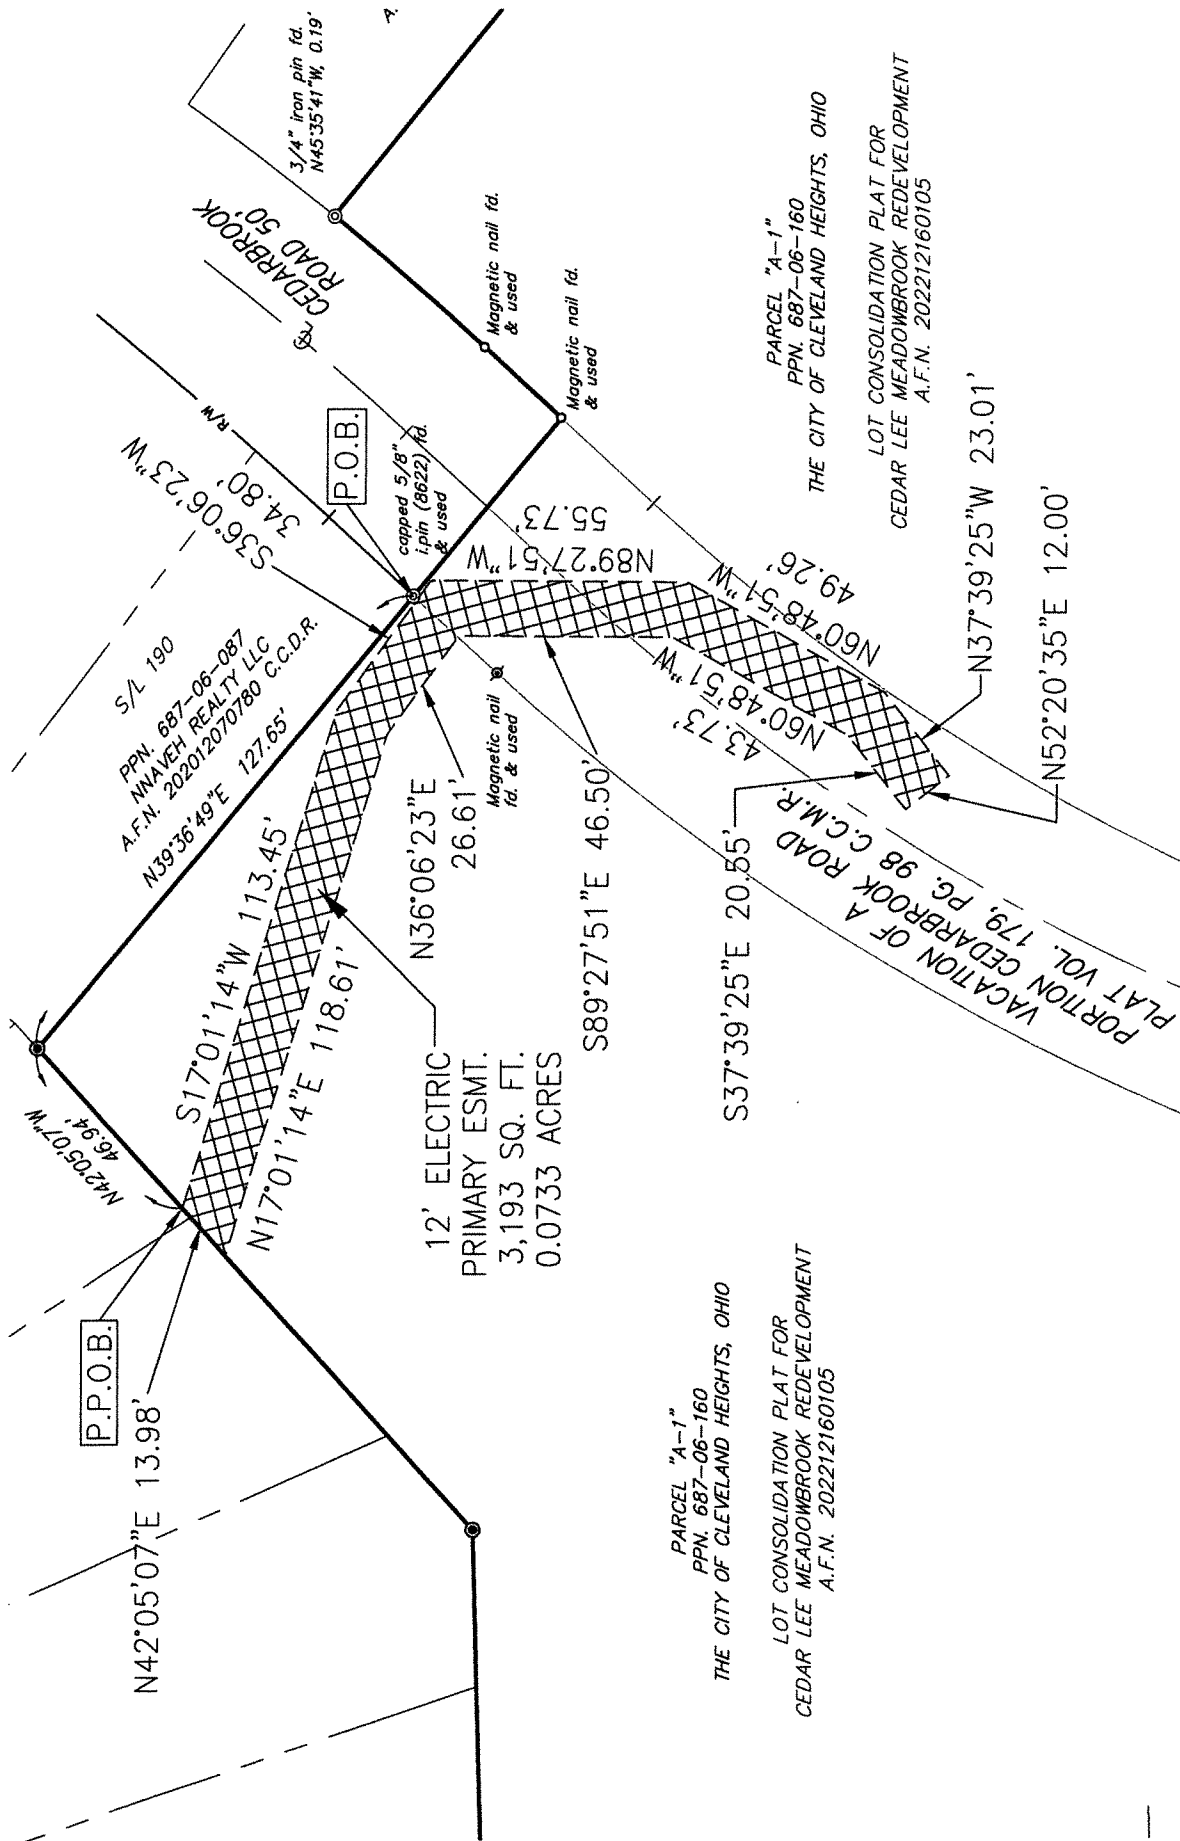 3/4" iron pin fd.
N45°35'41"W, 0.19'
A.
CEDARBROOK
ROAD 50'
Magnetic nail fd.
& used
Magnetic nail fd.
& used
R/W
P.O.B.
capped 5/8"
i.pin (8622) fd.
& used
S36°06'23"W
34.80'
S/L 190
PPN. 687-06-087
NNAVEH REALTY LLC
A.F.N. 202012070780 C.C.D.R.
N39°36'49"E 127.65'
N89°27'51"W
55.73'
PARCEL "A-1"
PPN. 687-06-160
THE CITY OF CLEVELAND HEIGHTS, OHIO
LOT CONSOLIDATION PLAT FOR
CEDAR LEE MEADOWBROOK REDEVELOPMENT
A.F.N. 202212160105
N60°48'51"W
49.26'
N37°39'25"W 23.01'
N52°20'35"E 12.00'
N60°48'51"W
43.73'
Magnetic nail
fd. & used
N36°06'23"E
26.61'
S89°27'51"E 46.50'
S37°39'25"E 20.55'
VACATION OF A
PORTION CEDARBROOK ROAD
PLAT VOL. 179, PG. 98 C.C.M.R.
S17°01'14"W 113.45'
N17°01'14"E 118.61'
12' ELECTRIC
PRIMARY ESMT.
3,193 SQ. FT.
0.0733 ACRES
N42°05'07"W
46.94'
P.P.O.B.
N42°05'07"E 13.98'
PARCEL "A-1"
PPN. 687-06-160
THE CITY OF CLEVELAND HEIGHTS, OHIO
LOT CONSOLIDATION PLAT FOR
CEDAR LEE MEADOWBROOK REDEVELOPMENT
A.F.N. 202212160105